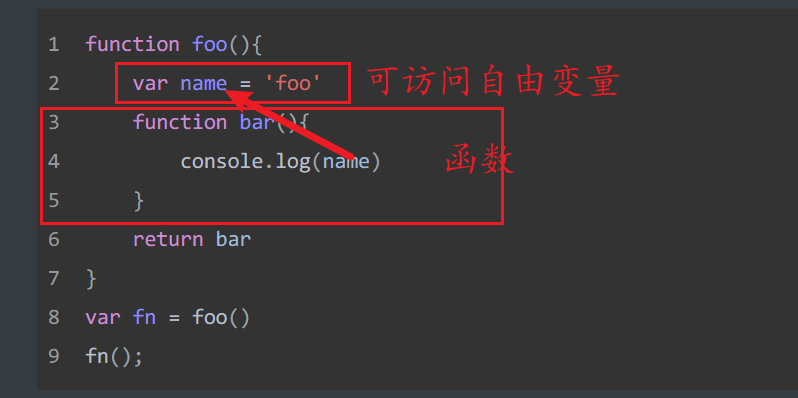 1 function foo(){
2 var name = 'foo' 可访问自由变量
3 function bar(){
4 console.log(name) 函数
5 }
6 return bar
7 }
8 var fn = foo()
9 fn();